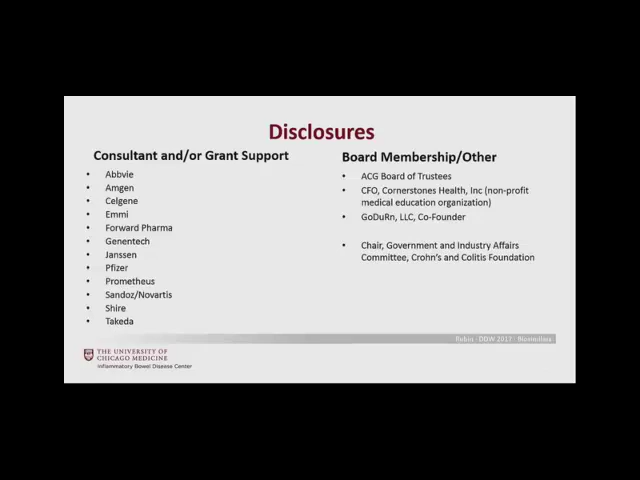 Disclosures
Consultant and/or Grant Support
• Abbvie
• Amgen
• Celgene
• Emmi
• Forward Pharma
• Genentech
• Janssen
• Pfizer
• Prometheus
• Sandoz/Novartis
• Shire
• Takeda
Board Membership/Other
• ACG Board of Trustees
• CFO, Cornerstones Health, Inc (non-profit
medical education organization)
• GoDuRn, LLC, Co-Founder
• Chair, Government and Industry Affairs
Committee, Crohn's and Colitis Foundation
Rubin | DDW 2017 | Biosimilars
THE UNIVERSITY OF
CHICAGO MEDICINE
Inflammatory Bowel Disease Center